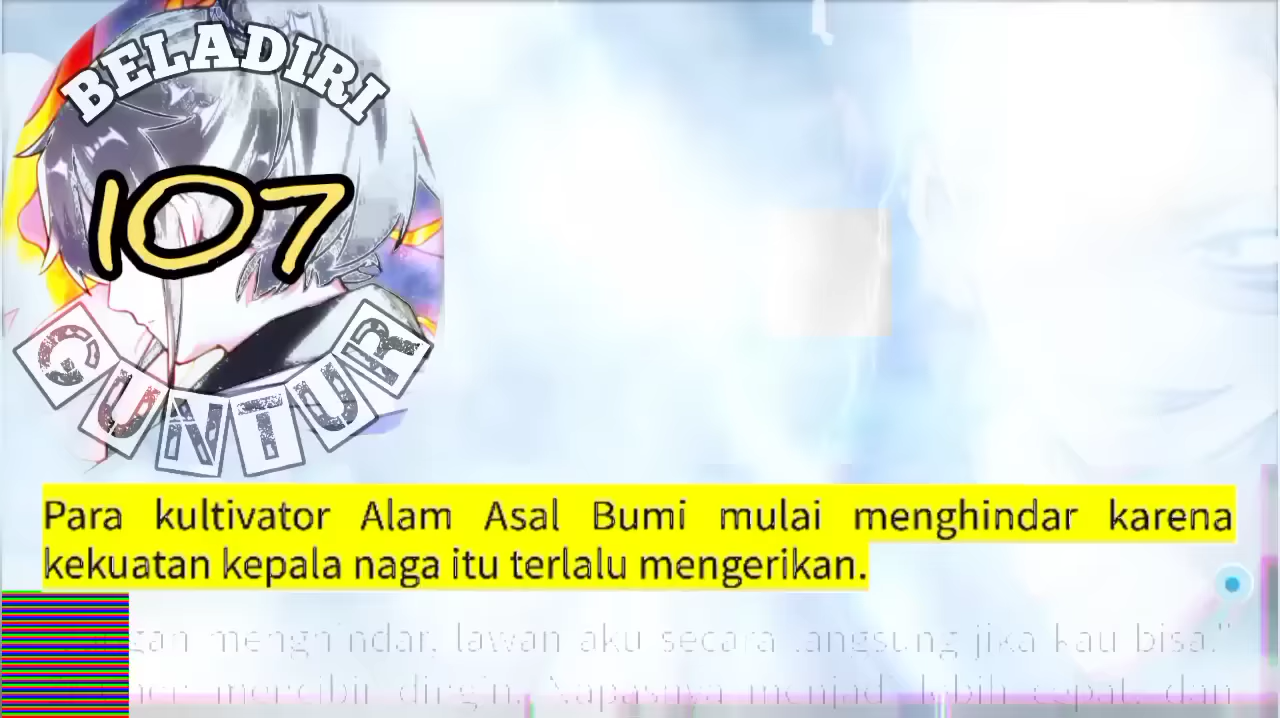 BELADIRI
107
GUNTUR
Para kultivator Alam Asal Bumi mulai menghindar karena
kekuatan kepala naga itu terlalu mengerikan.
menghindar, lawan aku secara langsung jika kau bisa."
mencibir dingin. Napasnya menjadi lebih cepat, dan